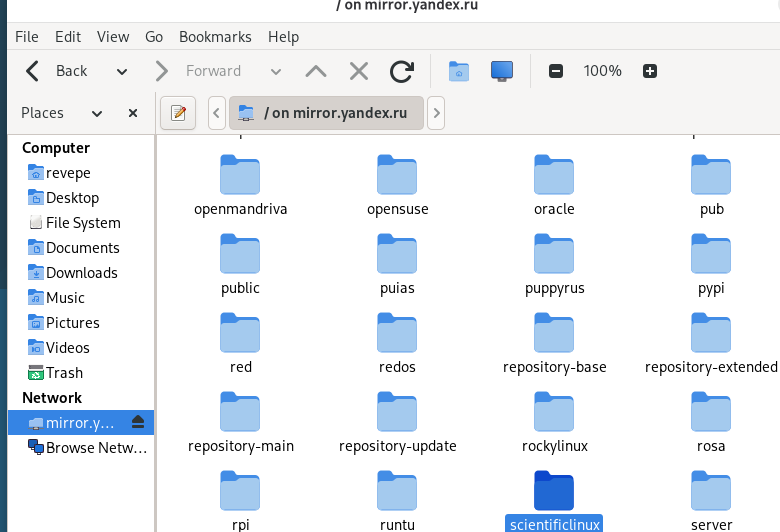 / on mirror.yandex.ru
File Edit View Go Bookmarks Help
Back Forward 100%
Places / on mirror.yandex.ru
Computer
revepe
Desktop
File System
Documents
Downloads
Music
Pictures
Videos
Trash
Network
mirror.y...
Browse Netw...
openmandriva opensuse oracle pub
public puias puppyrus pypi
red redos repository-base repository-extended
repository-main repository-update rockylinux rosa
rpi runtu scientificlinux server